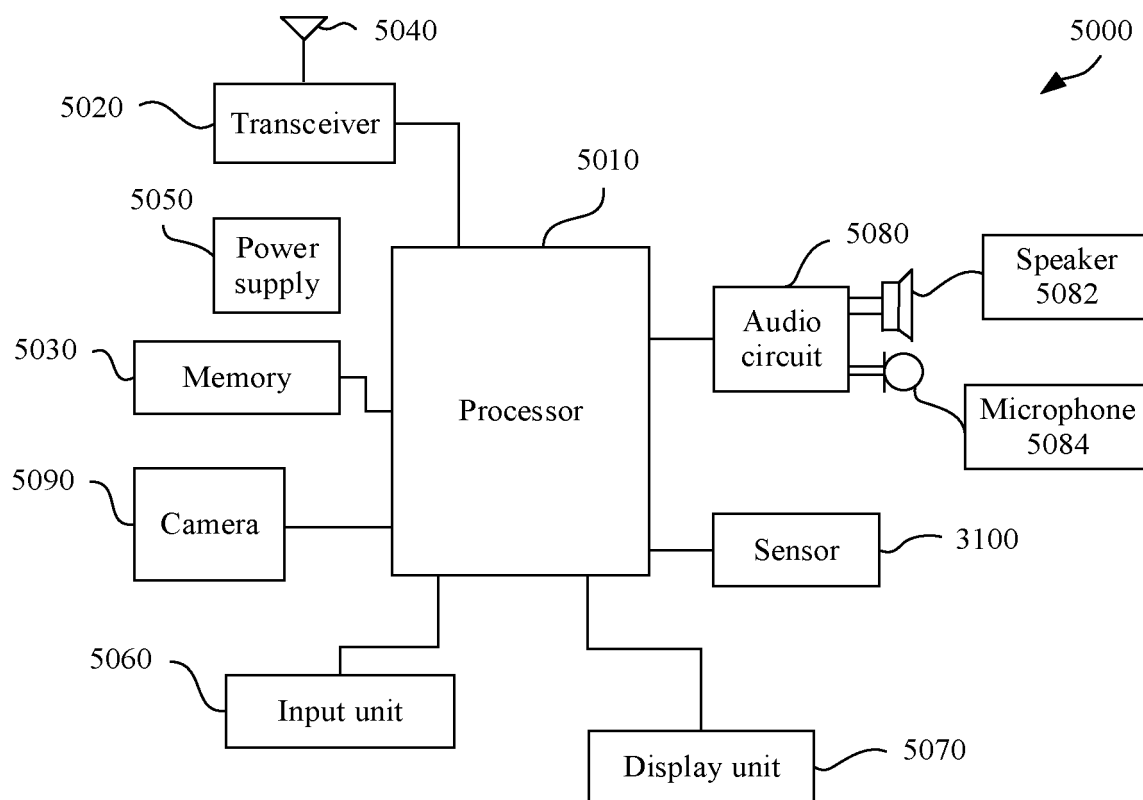 5040
5000
5020
Transceiver
5010
5050
Power
supply
5080
Speaker
5082
Audio
circuit
5030
Memory
Processor
Microphone
5084
5090
Camera
Sensor
3100
5060
Input unit
Display unit
5070